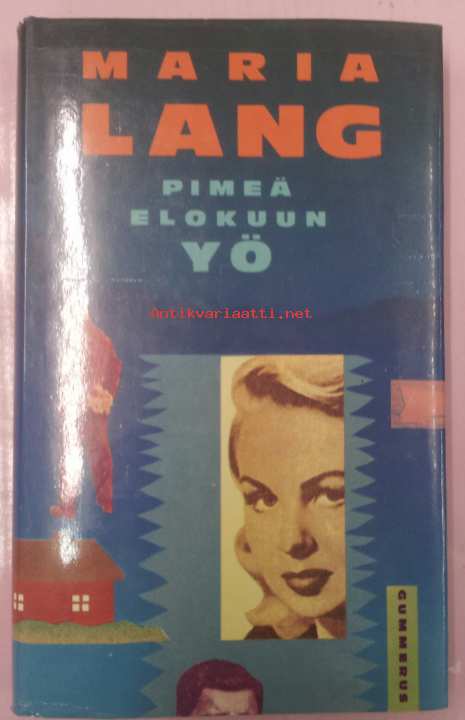 MARIA
LANG
PIMEÄ
ELOKUUN
YÖ
Antikvariaatti.net
GUMMERUS